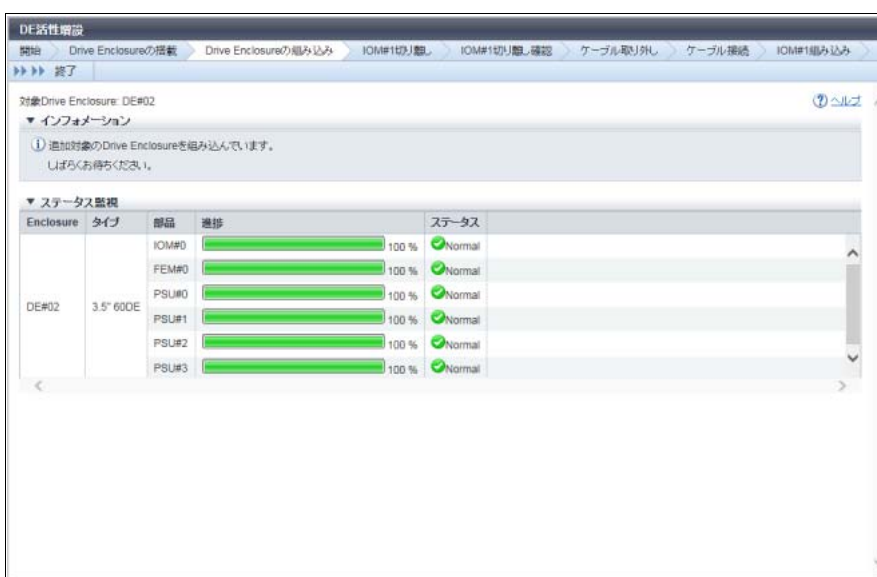 DE活性増設
開始 Drive Enclosureの搭載 Drive Enclosureの組み込み IOM#1切り離し IOM#1切り離し確認 ケーブル取り外し ケーブル接続 IOM#1組み込み
終了
対象Drive Enclosure: DE#02 ヘルプ
▼ インフォメーション
追加対象のDrive Enclosureを組み込んでいます。
しばらくお待ちください。
▼ ステータス監視
Enclosure タイプ 部品 進捗 ステータス
IOM#0 100 % Normal
FEM#0 100 % Normal
PSU#0 100 % Normal
DE#02 3.5" 60DE
PSU#1 100 % Normal
PSU#2 100 % Normal
PSU#3 100 % Normal